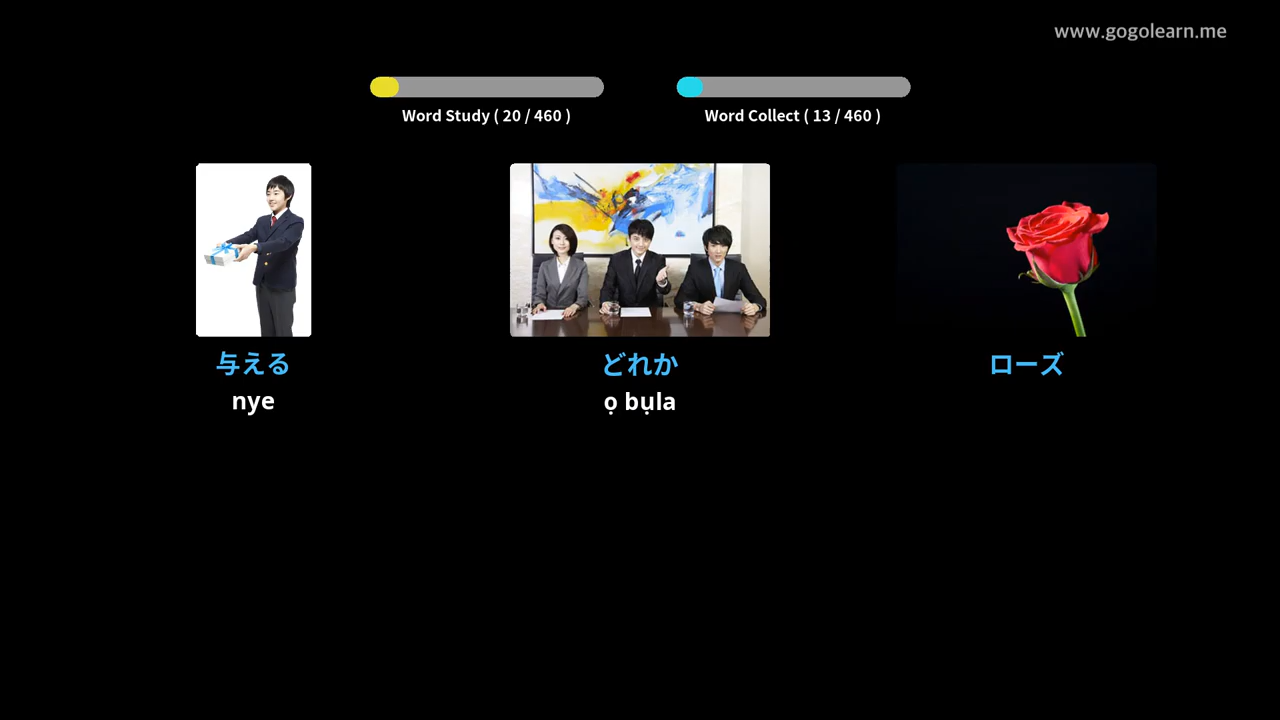 www.gogolearn.me
Word Study ( 20 / 460 )
Word Collect ( 13 / 460 )
与える
nye
どれか
ọ bụla
ローズ